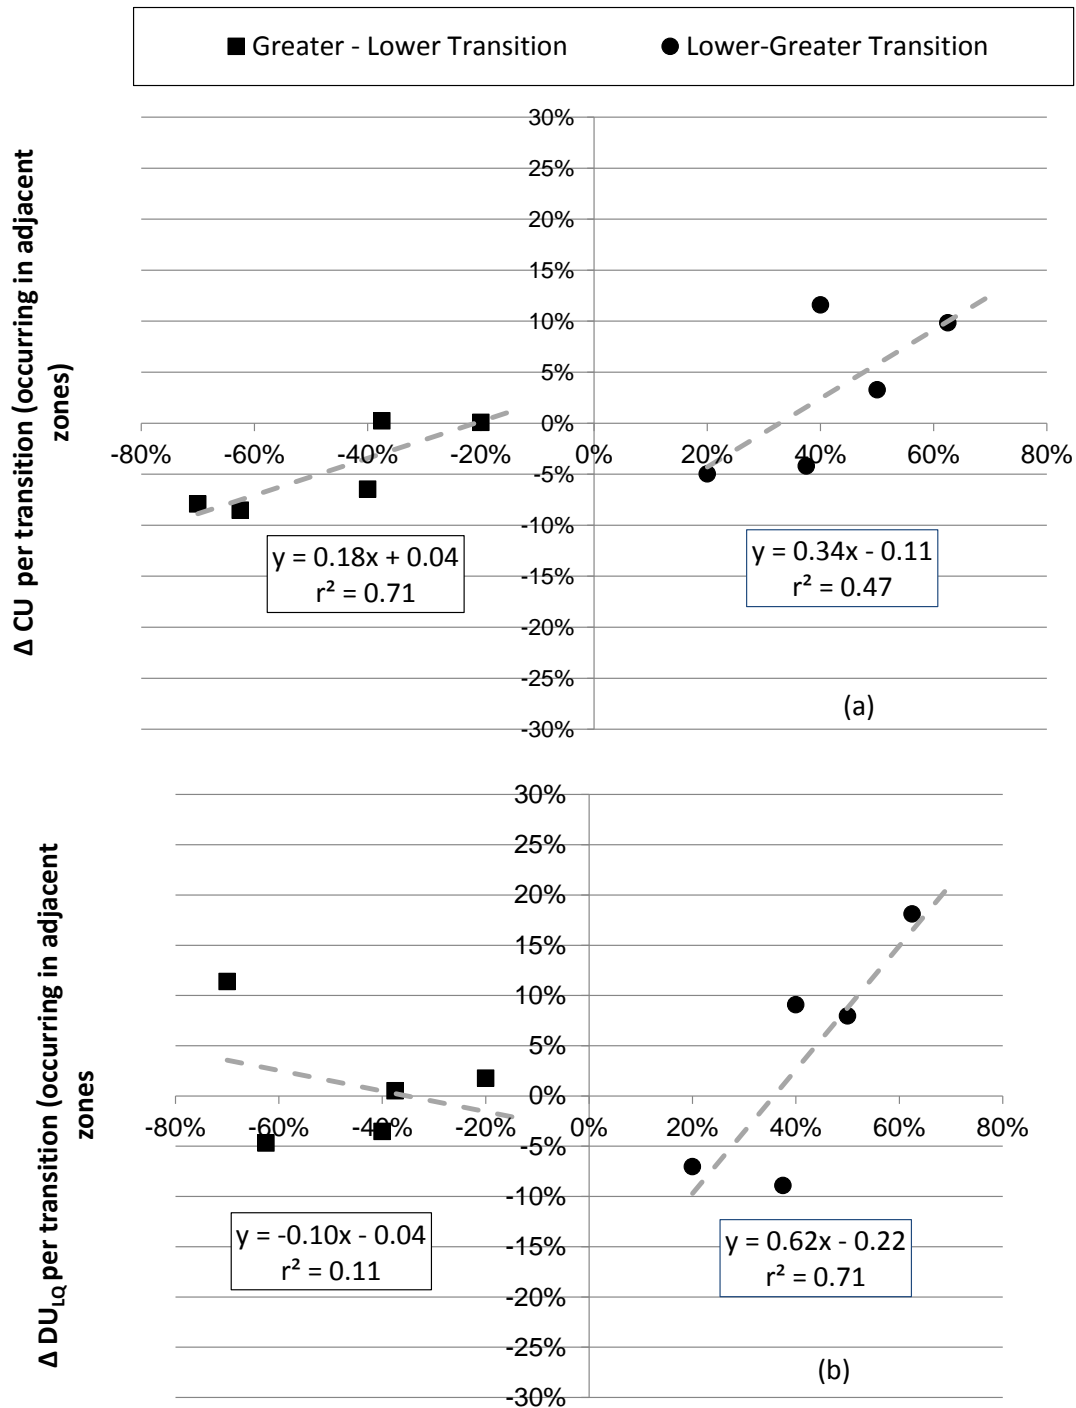 ■ Greater - Lower Transition ● Lower-Greater Transition
Δ CU per transition (occurring in adjacent
zones)
30%
25%
20%
15%
10%
5%
0%
-80% -60% -40% -20% 0% 20% 40% 60% 80%
-5%
-10%
y = 0.18x + 0.04
r² = 0.71
y = 0.34x - 0.11
r² = 0.47
-15%
-20%
-25%
(a)
-30%
Δ DU_LQ per transition (occurring in adjacent
zones
30%
25%
20%
15%
10%
5%
0%
-80% -60% -40% -20% 0% 20% 40% 60% 80%
-5%
-10%
y = -0.10x - 0.04
r² = 0.11
y = 0.62x - 0.22
r² = 0.71
-15%
-20%
-25%
(b)
-30%